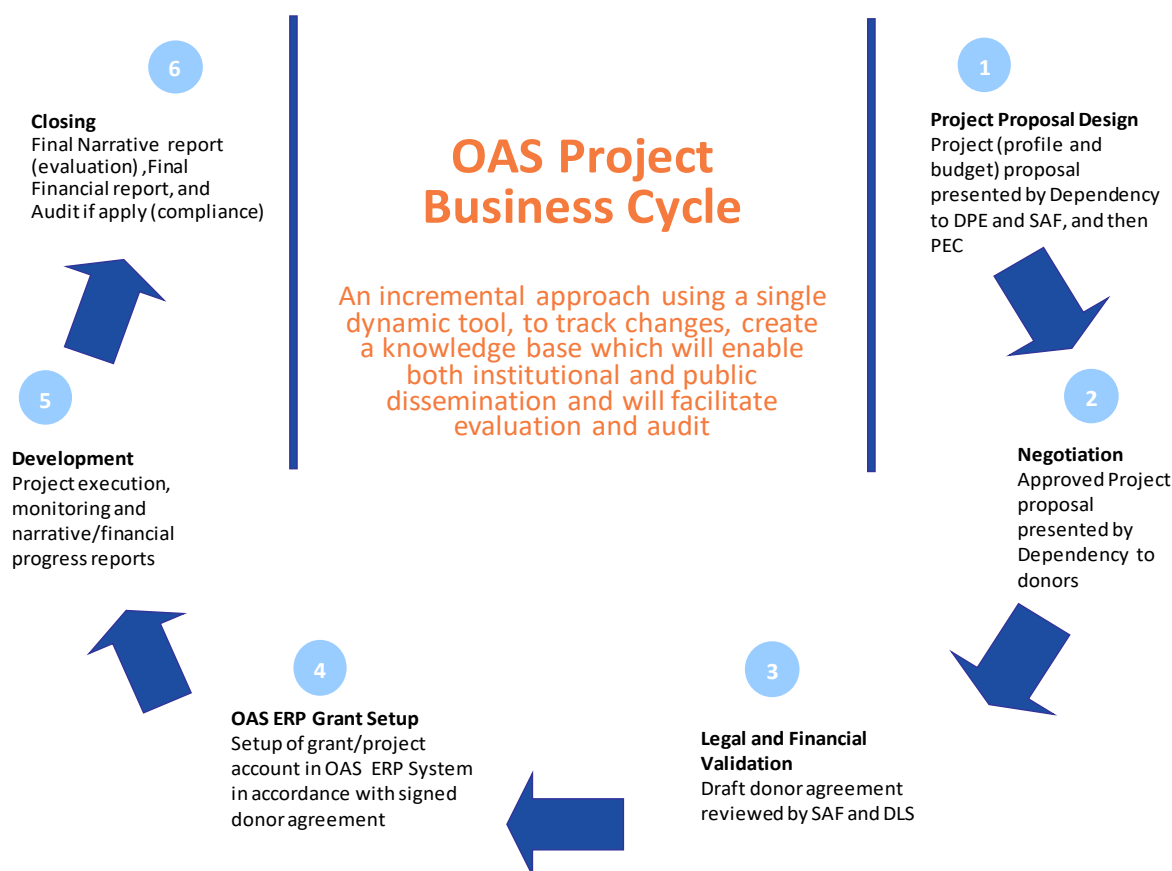 OAS Project
Business Cycle
An incremental approach using a single
dynamic tool, to track changes, create
a knowledge base which will enable
both institutional and public
dissemination and will facilitate
evaluation and audit
1
Project Proposal Design
Project (profile and
budget) proposal
presented by Dependency
to DPE and SAF, and then
PEC
2
Negotiation
Approved Project
proposal
presented by
Dependency to
donors
3
Legal and Financial
Validation
Draft donor agreement
reviewed by SAF and DLS
4
OAS ERP Grant Setup
Setup of grant/project
account in OAS ERP System
in accordance with signed
donor agreement
5
Development
Project execution,
monitoring and
narrative/financial
progress reports
6
Closing
Final Narrative report
(evaluation) ,Final
Financial report, and
Audit if apply (compliance)